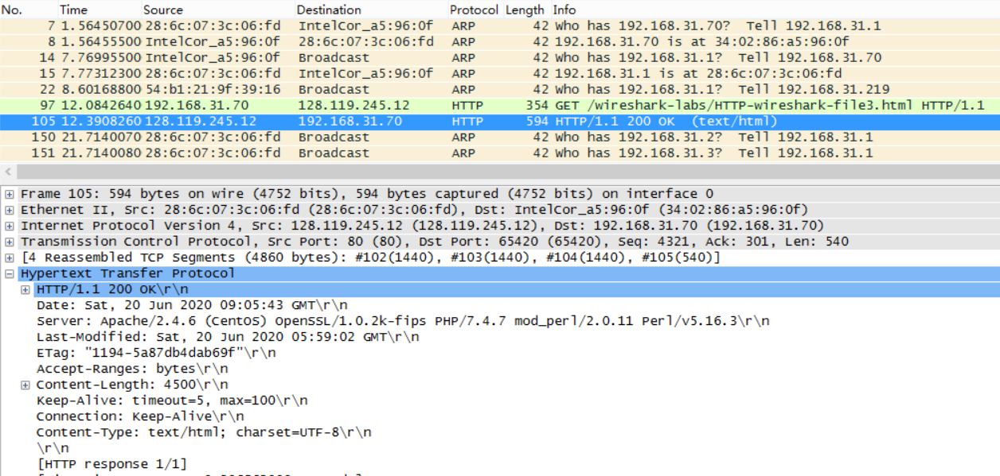 No. Time Source Destination Protocol Length Info
7 1.56450700 28:6c:07:3c:06:fd IntelCor_a5:96:0f ARP 42 Who has 192.168.31.70? Tell 192.168.31.1
8 1.56455500 IntelCor_a5:96:0f 28:6c:07:3c:06:fd ARP 42 192.168.31.70 is at 34:02:86:a5:96:0f
14 7.76995500 IntelCor_a5:96:0f Broadcast ARP 42 Who has 192.168.31.1? Tell 192.168.31.70
15 7.77312300 28:6c:07:3c:06:fd IntelCor_a5:96:0f ARP 42 192.168.31.1 is at 28:6c:07:3c:06:fd
22 8.60168800 54:b1:21:9f:39:16 Broadcast ARP 42 Who has 192.168.31.1? Tell 192.168.31.219
97 12.0842640 192.168.31.70 128.119.245.12 HTTP 354 GET /wireshark-labs/HTTP-wireshark-file3.html HTTP/1.1
105 12.3908260 128.119.245.12 192.168.31.70 HTTP 594 HTTP/1.1 200 OK (text/html)
150 21.7140070 28:6c:07:3c:06:fd Broadcast ARP 42 Who has 192.168.31.2? Tell 192.168.31.1
151 21.7140080 28:6c:07:3c:06:fd Broadcast ARP 42 Who has 192.168.31.3? Tell 192.168.31.1
Frame 105: 594 bytes on wire (4752 bits), 594 bytes captured (4752 bits) on interface 0
Ethernet II, Src: 28:6c:07:3c:06:fd (28:6c:07:3c:06:fd), Dst: IntelCor_a5:96:0f (34:02:86:a5:96:0f)
Internet Protocol Version 4, Src: 128.119.245.12 (128.119.245.12), Dst: 192.168.31.70 (192.168.31.70)
Transmission Control Protocol, Src Port: 80 (80), Dst Port: 65420 (65420), Seq: 4321, Ack: 301, Len: 540
[4 Reassembled TCP Segments (4860 bytes): #102(1440), #103(1440), #104(1440), #105(540)]
Hypertext Transfer Protocol
HTTP/1.1 200 OK\r\n
Date: Sat, 20 Jun 2020 09:05:43 GMT\r\n
Server: Apache/2.4.6 (CentOS) OpenSSL/1.0.2k-fips PHP/7.4.7 mod_perl/2.0.11 Perl/v5.16.3\r\n
Last-Modified: Sat, 20 Jun 2020 05:59:02 GMT\r\n
ETag: "1194-5a87db4dab69f"\r\n
Accept-Ranges: bytes\r\n
Content-Length: 4500\r\n
Keep-Alive: timeout=5, max=100\r\n
Connection: Keep-Alive\r\n
Content-Type: text/html; charset=UTF-8\r\n
\r\n
[HTTP response 1/1]